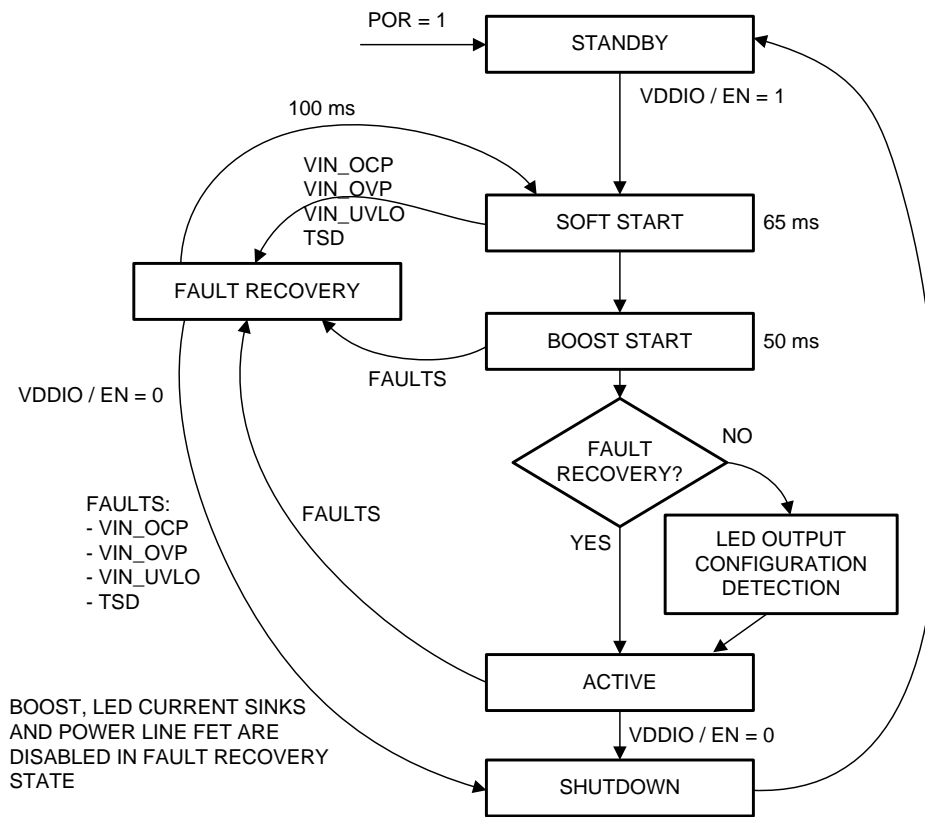 POR = 1
STANDBY
VDDIO / EN = 1
100 ms
VIN_OCP
VIN_OVP
VIN_UVLO
TSD
SOFT START
65 ms
FAULT RECOVERY
BOOST START
50 ms
FAULTS
VDDIO / EN = 0
FAULT
RECOVERY?
NO
YES
FAULTS:
- VIN_OCP
- VIN_OVP
- VIN_UVLO
- TSD
FAULTS
LED OUTPUT
CONFIGURATION
DETECTION
ACTIVE
BOOST, LED CURRENT SINKS
AND POWER LINE FET ARE
DISABLED IN FAULT RECOVERY
STATE
VDDIO / EN = 0
SHUTDOWN